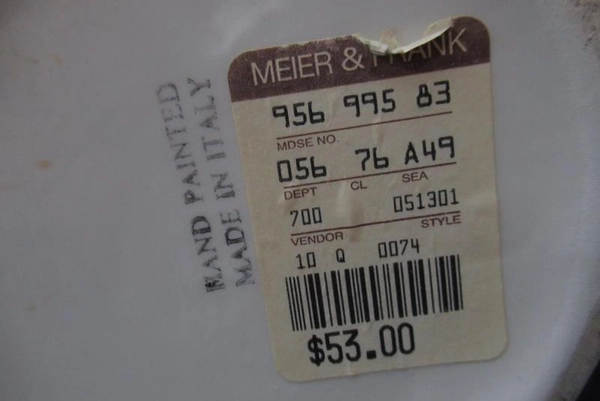 HAND PAINTED
MADE IN ITALY
MEIER & FRANK
956 995 83
MDSE NO.
056 76 A49
DEPT CL SEA
700 051301
VENDOR STYLE
10 Q 0074
$53.00